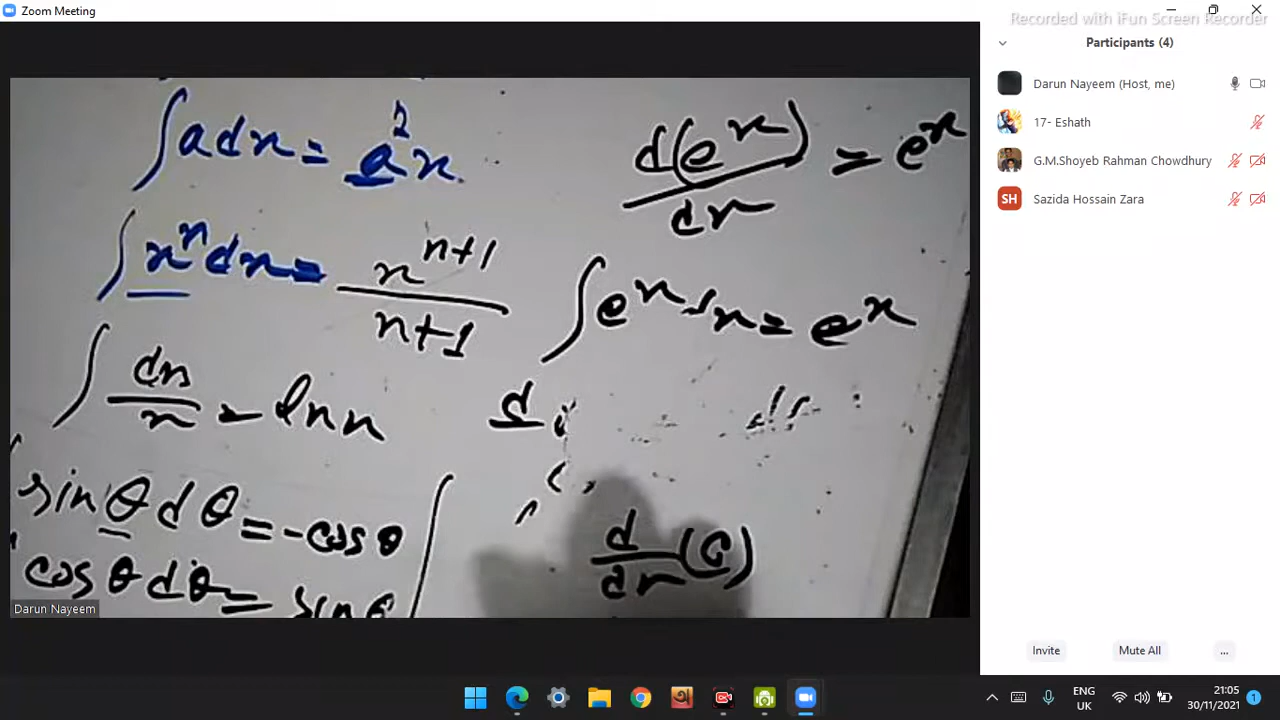 Zoom Meeting
Recorded with iFun Screen Recorder
Participants (4)
Darun Nayeem (Host, me)
17- Eshath
G.M.Shoyeb Rahman Chowdhury
SH Sazida Hossain Zara
∫adx = a²x
∫xⁿdx = xⁿ⁺¹/n+1
∫dx/x = lnx
sinθdθ = -cosθ
cosθdθ = sinθ
d(eˣ)/dx = eˣ
∫eˣdx = eˣ
d/dx (C)
Darun Nayeem
Invite
Mute All
...
ENG
UK
21:05
30/11/2021
1